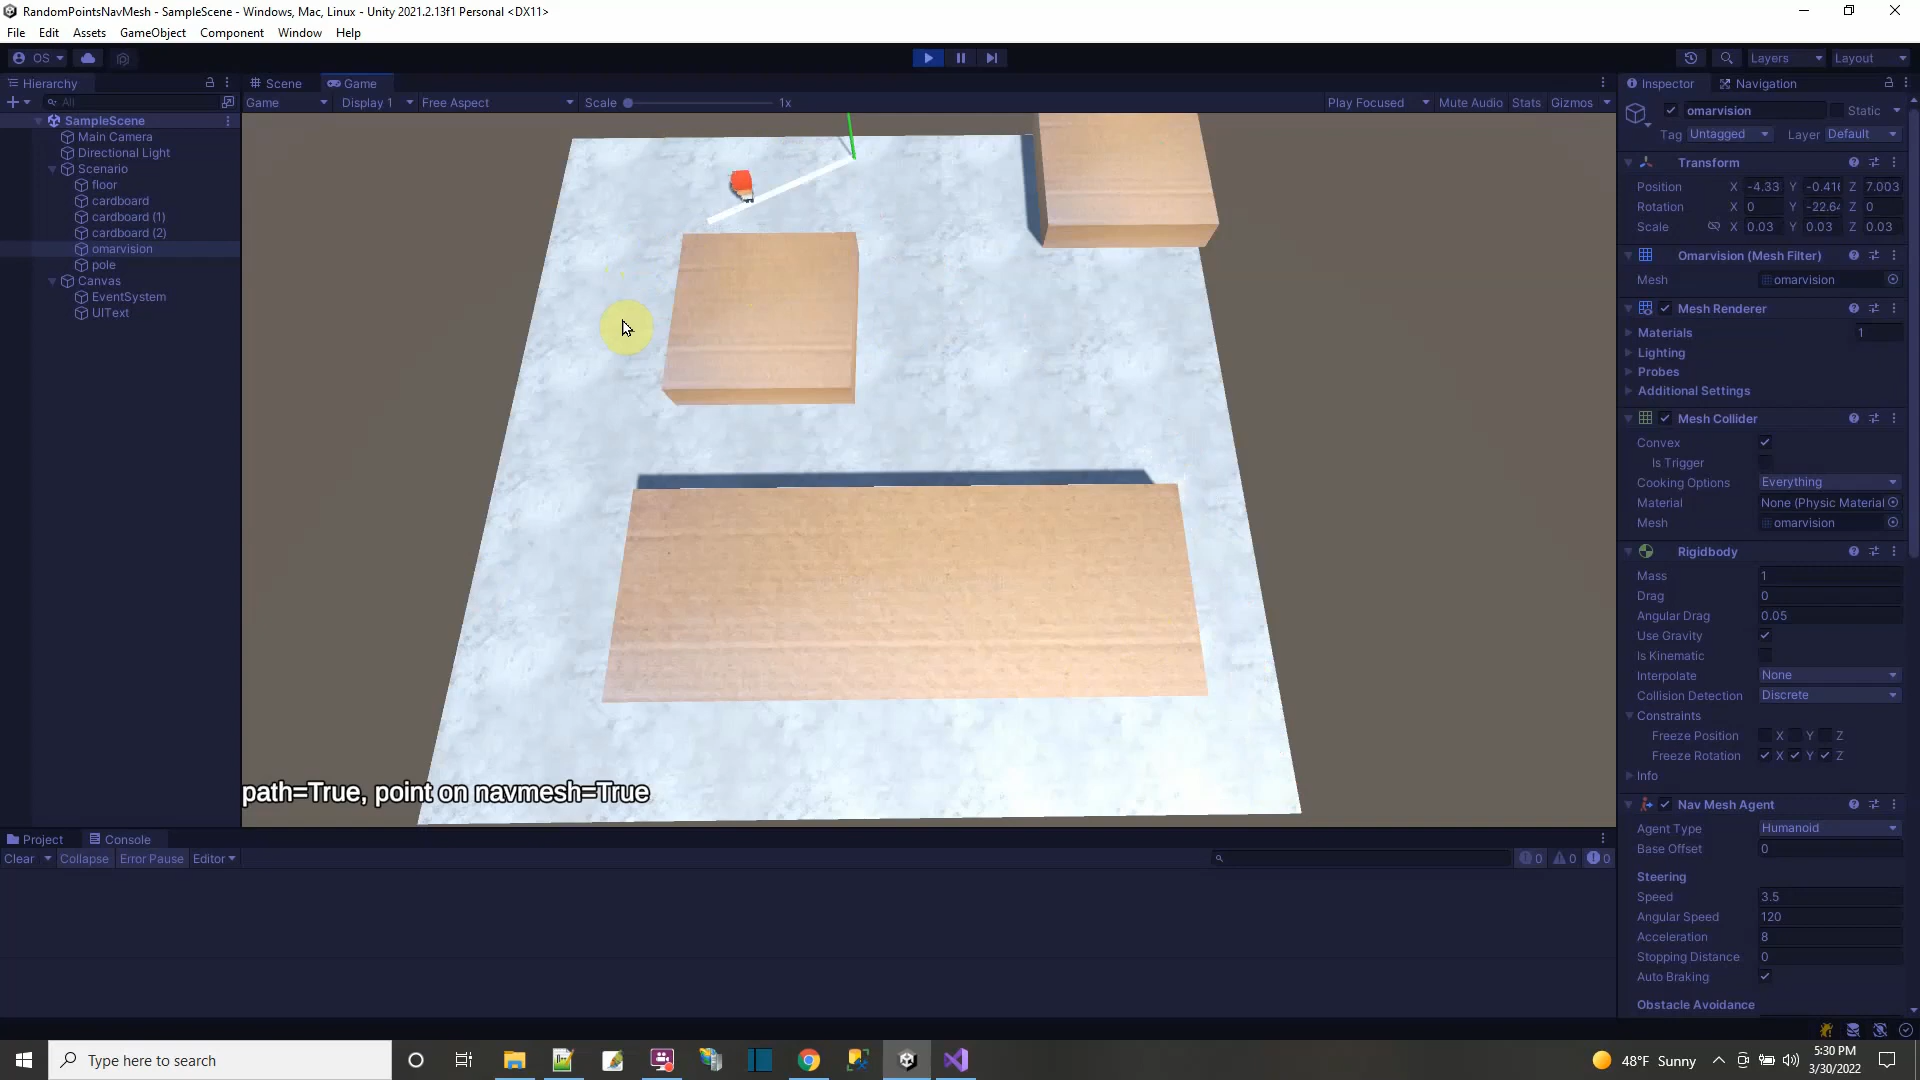 RandomPointsNavMesh - SampleScene - Windows, Mac, Linux - Unity 2021.2.13f1 Personal <DX11>
File Edit Assets GameObject Component Window Help
OS Layers Layout
Hierarchy Scene Game Inspector Navigation
All Game Display 1 Free Aspect Scale 1x Play Focused Mute Audio Stats Gizmos
SampleScene
Main Camera
Directional Light
Scenario
floor
cardboard
cardboard (1)
cardboard (2)
omarvision
pole
Canvas
EventSystem
UIText
omarvision Static
Tag Untagged Layer Default
Transform
Position X -4.33 Y Z 7.003
Rotation X 0 Y -22.64 Z 0
Scale X 0.03 Y 0.03 Z 0.03
Omarvision (Mesh Filter)
Mesh omarvision
Mesh Renderer
Materials 1
Lighting
Probes
Additional Settings
Mesh Collider
Convex
Is Trigger
Cooking Options Everything
Material None (Physic Material
Mesh omarvision
Rigidbody
Mass 1
Drag 0
Angular Drag 0.05
Use Gravity
Is Kinematic
Interpolate None
Collision Detection Discrete
Constraints
Freeze Position X Y Z
Freeze Rotation X Y Z
Info
Nav Mesh Agent
Agent Type Humanoid
Base Offset 0
Steering
Speed 3.5
Angular Speed 120
Acceleration 8
Stopping Distance 0
Auto Braking
Obstacle Avoidance
path=True, point on navmesh=True
Project Console
Clear Collapse Error Pause Editor 0 0 0
Type here to search
48°F Sunny
5:30 PM
3/30/2022